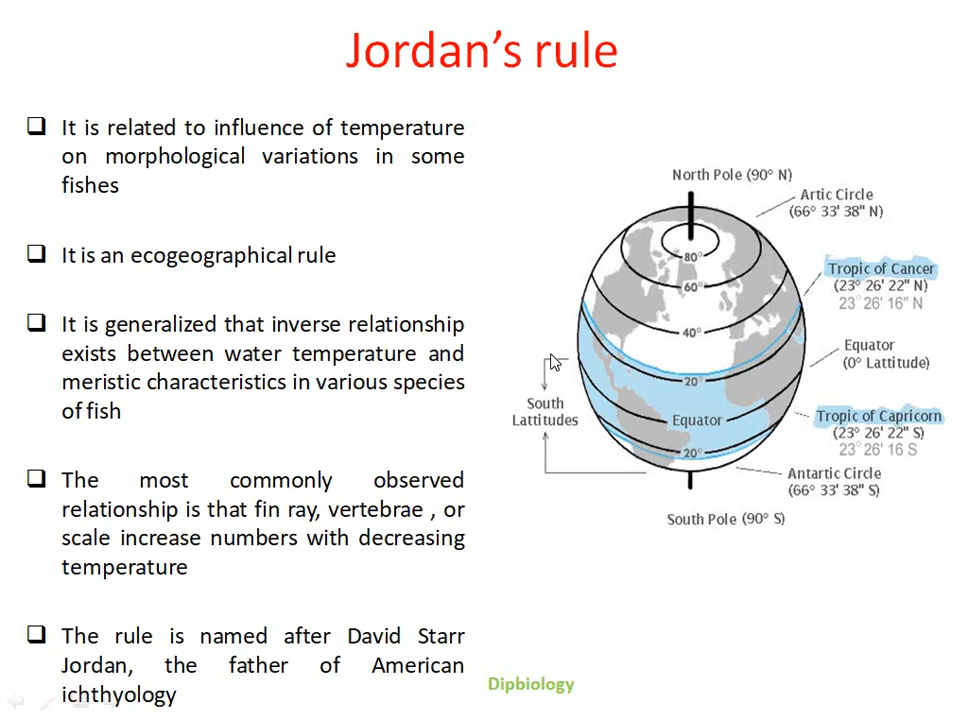 Jordan's rule
It is related to influence of temperature
on morphological variations in some
fishes
It is an ecogeographical rule
It is generalized that inverse relationship
exists between water temperature and
meristic characteristics in various species
of fish
The most commonly observed
relationship is that fin ray, vertebrae , or
scale increase numbers with decreasing
temperature
The rule is named after David Starr
Jordan, the father of American
ichthyology
North Pole (90° N)
Artic Circle
(66° 33' 38" N)
80°
60°
40°
20°
Equator
20°
Tropic of Cancer
(23° 26' 22" N)
23° 26' 16" N
Equator
(0° Lattitude)
South
Lattitudes
Tropic of Capricorn
(23° 26' 22" S)
23° 26' 16 S
Antartic Circle
(66° 33' 38" S)
South Pole (90° S)
Dipbiology